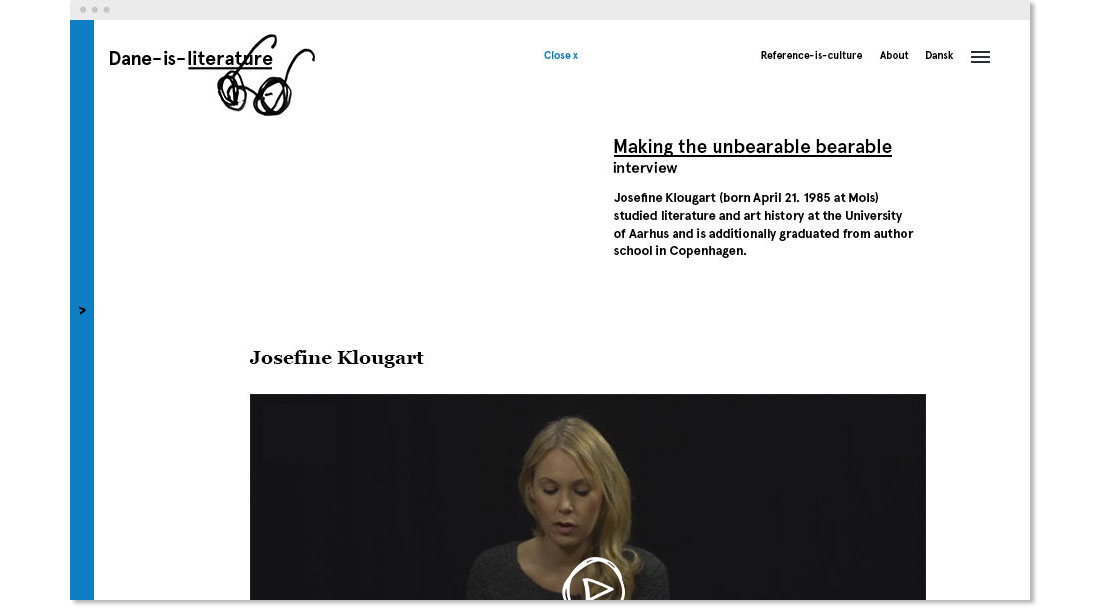 Dane-is-literature
Close x
Reference-is-culture
About
Dansk
Making the unbearable bearable
interview
Josefine Klougart (born April 21. 1985 at Mols)
studied literature and art history at the University
of Aarhus and is additionally graduated from author
school in Copenhagen.
>
Josefine Klougart